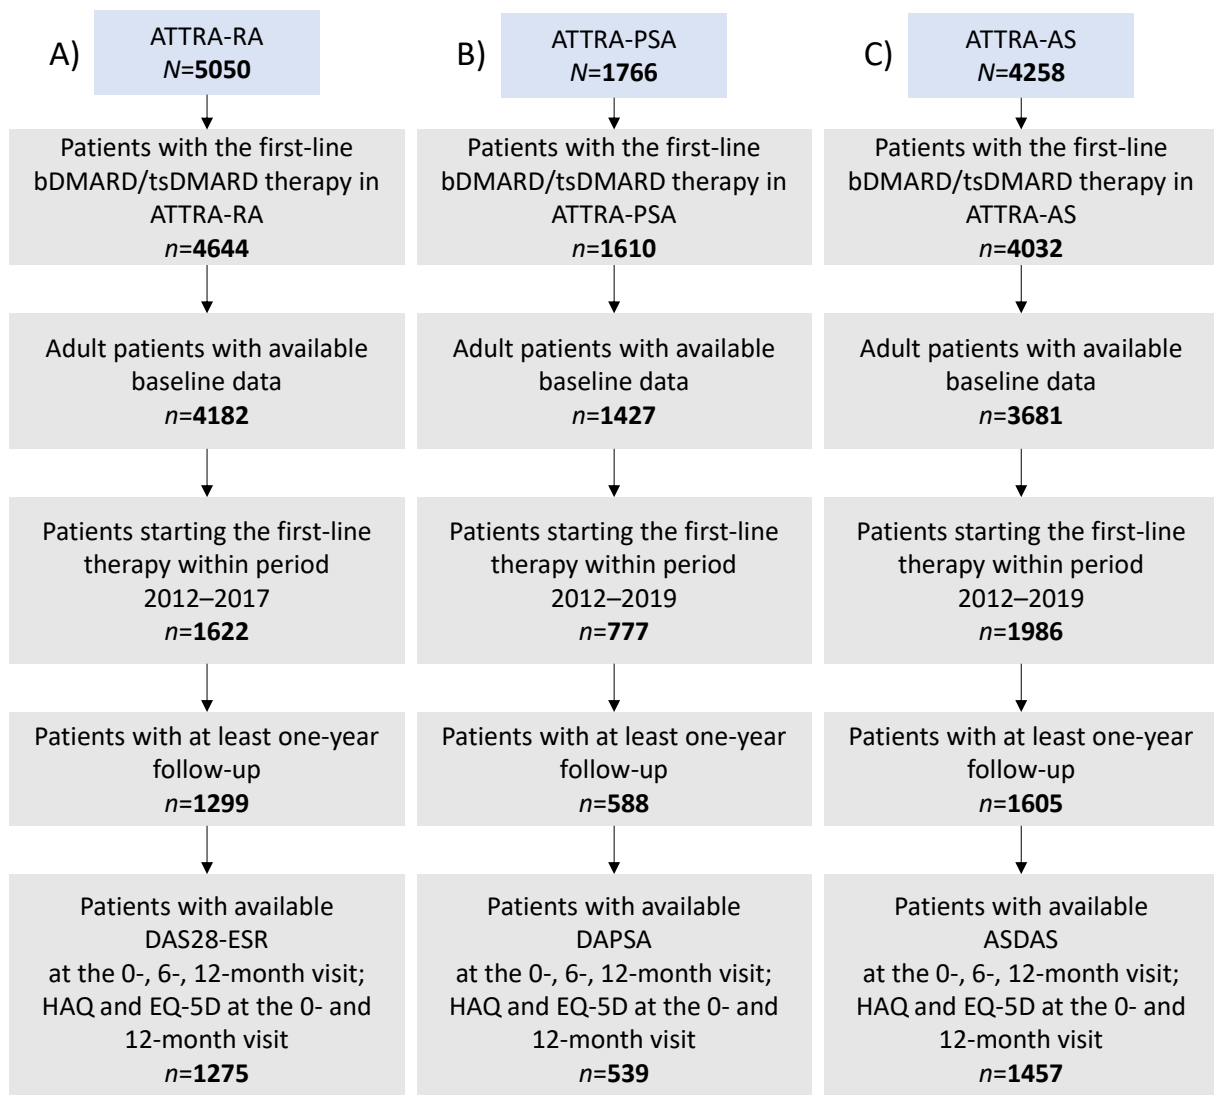 A)
ATTRA-RA
N=5050
Patients with the first-line
bDMARD/tsDMARD therapy in
ATTRA-RA
n=4644
Adult patients with available
baseline data
n=4182
Patients starting the first-line
therapy within period
2012–2017
n=1622
Patients with at least one-year
follow-up
n=1299
Patients with available
DAS28-ESR
at the 0-, 6-, 12-month visit;
HAQ and EQ-5D at the 0- and
12-month visit
n=1275
B)
ATTRA-PSA
N=1766
Patients with the first-line
bDMARD/tsDMARD therapy in
ATTRA-PSA
n=1610
Adult patients with available
baseline data
n=1427
Patients starting the first-line
therapy within period
2012–2019
n=777
Patients with at least one-year
follow-up
n=588
Patients with available
DAPSA
at the 0-, 6-, 12-month visit;
HAQ and EQ-5D at the 0- and
12-month visit
n=539
C)
ATTRA-AS
N=4258
Patients with the first-line
bDMARD/tsDMARD therapy in
ATTRA-AS
n=4032
Adult patients with available
baseline data
n=3681
Patients starting the first-line
therapy within period
2012–2019
n=1986
Patients with at least one-year
follow-up
n=1605
Patients with available
ASDAS
at the 0-, 6-, 12-month visit;
HAQ and EQ-5D at the 0- and
12-month visit
n=1457